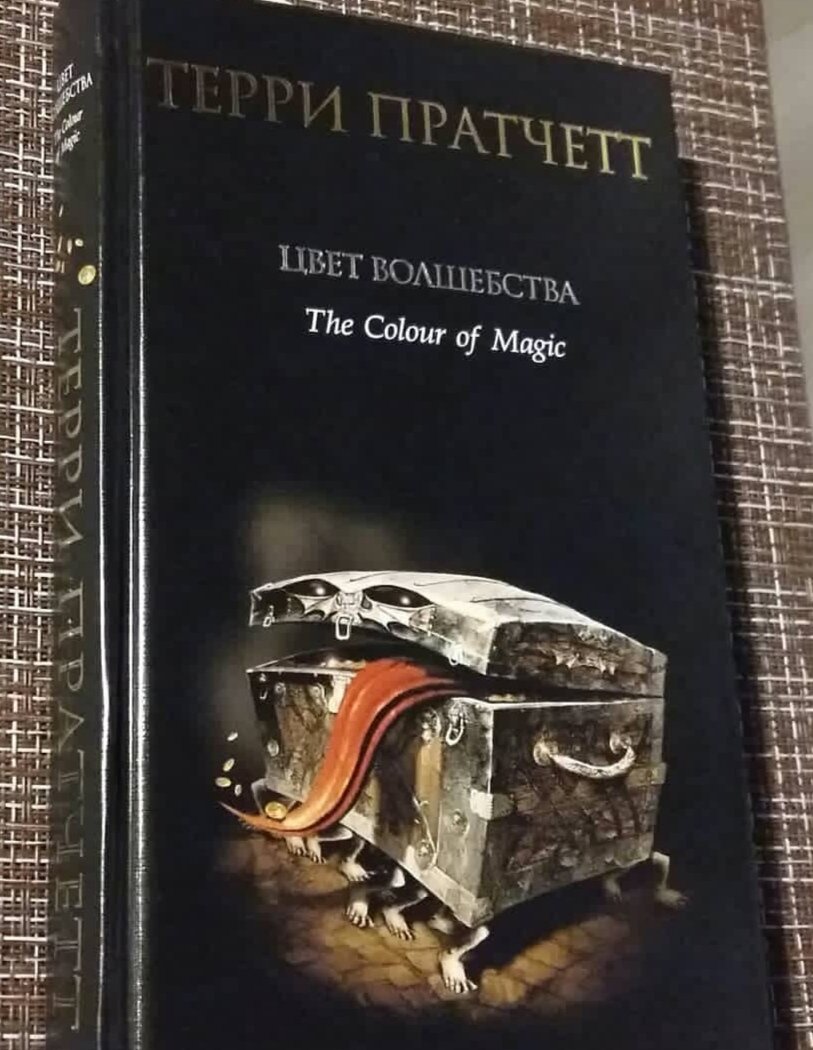 ТЕРРИ ПРАТЧЕТТ
ЦВЕТ ВОЛШЕБСТВА
The Colour of Magic
ЦВЕТ
ВОЛШЕБСТВА
The Colour
of Magic
ТЕРРИ ПРАТЧЕТТ